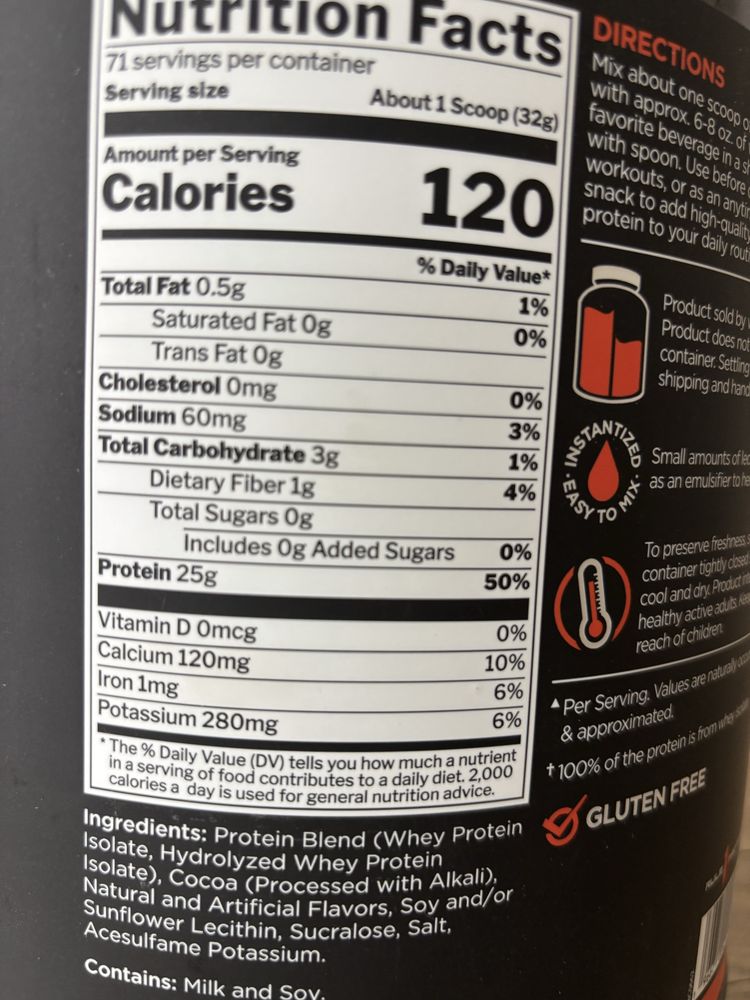 Nutrition Facts
71 servings per container
Serving size About 1 Scoop (32g)
Amount per Serving
Calories 120
% Daily Value*
Total Fat 0.5g 1%
Saturated Fat 0g 0%
Trans Fat 0g
Cholesterol 0mg 0%
Sodium 60mg 3%
Total Carbohydrate 3g 1%
Dietary Fiber 1g 4%
Total Sugars 0g
Includes 0g Added Sugars 0%
Protein 25g 50%
Vitamin D 0mcg 0%
Calcium 120mg 10%
Iron 1mg 6%
Potassium 280mg 6%
* The % Daily Value (DV) tells you how much a nutrient
in a serving of food contributes to a daily diet. 2,000
calories a day is used for general nutrition advice.
Ingredients: Protein Blend (Whey Protein
Isolate, Hydrolyzed Whey Protein
Isolate), Cocoa (Processed with Alkali),
Natural and Artificial Flavors, Soy and/or
Sunflower Lecithin, Sucralose, Salt,
Acesulfame Potassium.
Contains: Milk and Soy.
DIRECTIONS
Mix about one scoop
with approx. 6-8 oz. of
favorite beverage in a
with spoon. Use before
workouts, or as an
snack to add high-quality
protein to your daily
Product sold by
Product does not
container. Settling
shipping and
INSTANTIZED
EASY TO MIX
Small amounts of
as an emulsifier to
To preserve freshness,
container tightly closed
cool and dry. Product
healthy active adults.
reach of children.
▲Per Serving. Values are naturally
& approximated.
†100% of the protein is from whey
GLUTEN FREE